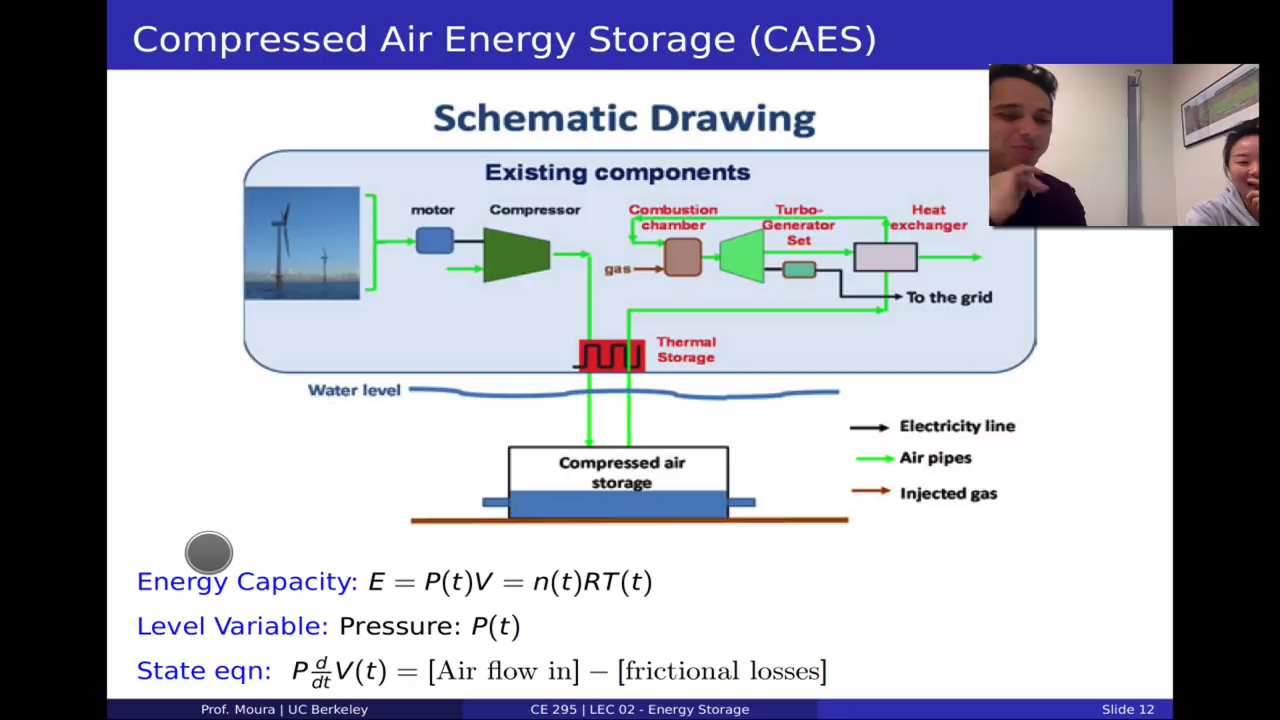 Compressed Air Energy Storage (CAES)
Schematic Drawing
Existing components
motor
Compressor
Combustion
chamber
Turbo-
Generator
Set
Heat
exchanger
gas
To the grid
Thermal
Storage
Water level
Compressed air
storage
Electricity line
Air pipes
Injected gas
Energy Capacity: E = P(t)V = n(t)RT(t)
Level Variable: Pressure: P(t)
State eqn: P d/dt V(t) = [Air flow in] − [frictional losses]
Prof. Moura | UC Berkeley CE 295 | LEC 02 - Energy Storage Slide 12